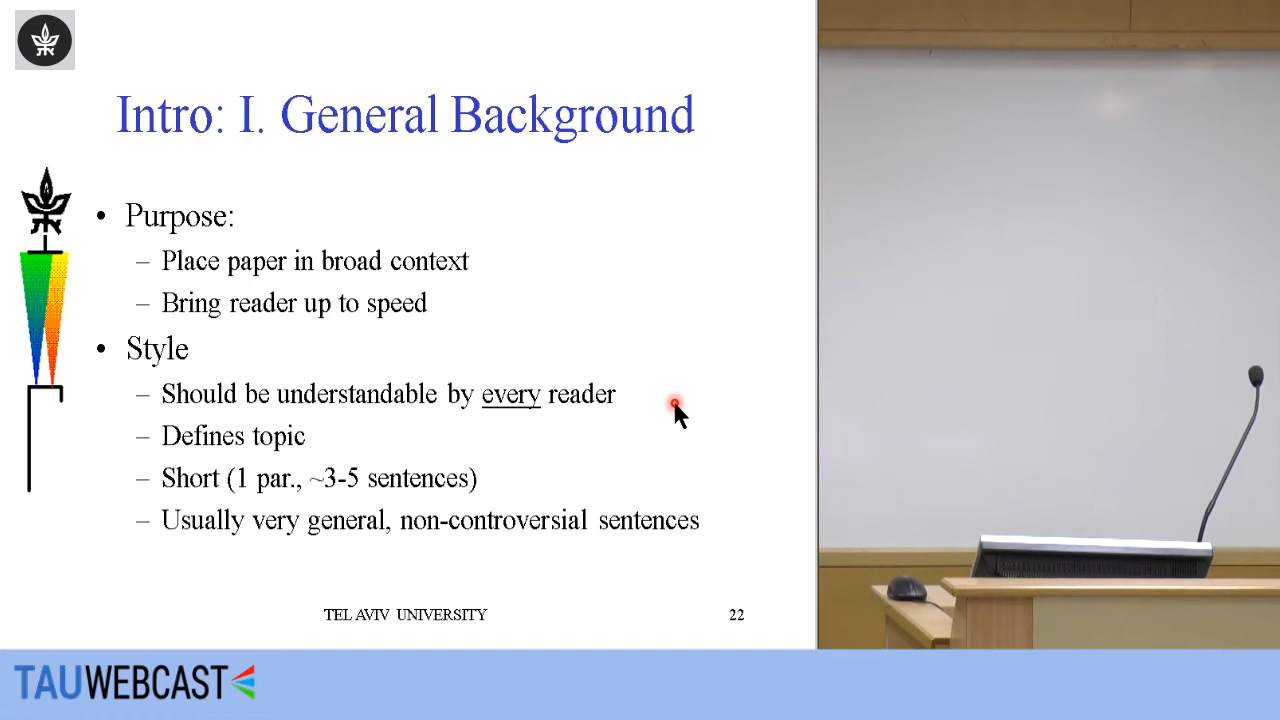 Intro: I. General Background
• Purpose:
– Place paper in broad context
– Bring reader up to speed
• Style
– Should be understandable by every reader
– Defines topic
– Short (1 par., ~3-5 sentences)
– Usually very general, non-controversial sentences
TEL AVIV UNIVERSITY 22
TAUWEBCAST